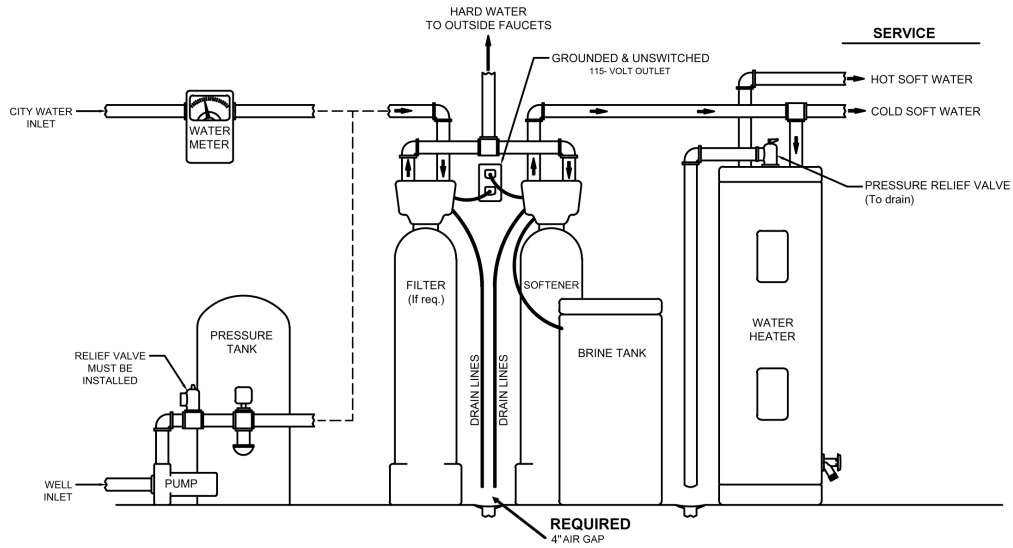 HARD WATER
TO OUTSIDE FAUCETS
SERVICE
GROUNDED & UNSWITCHED
115- VOLT OUTLET
HOT SOFT WATER
CITY WATER
INLET
WATER
METER
COLD SOFT WATER
PRESSURE RELIEF VALVE
(To drain)
FILTER
(If req.)
SOFTENER
PRESSURE
TANK
WATER
HEATER
RELIEF VALVE
MUST BE
INSTALLED
BRINE TANK
DRAIN LINES
DRAIN LINES
WELL
INLET
PUMP
REQUIRED
4" AIR GAP